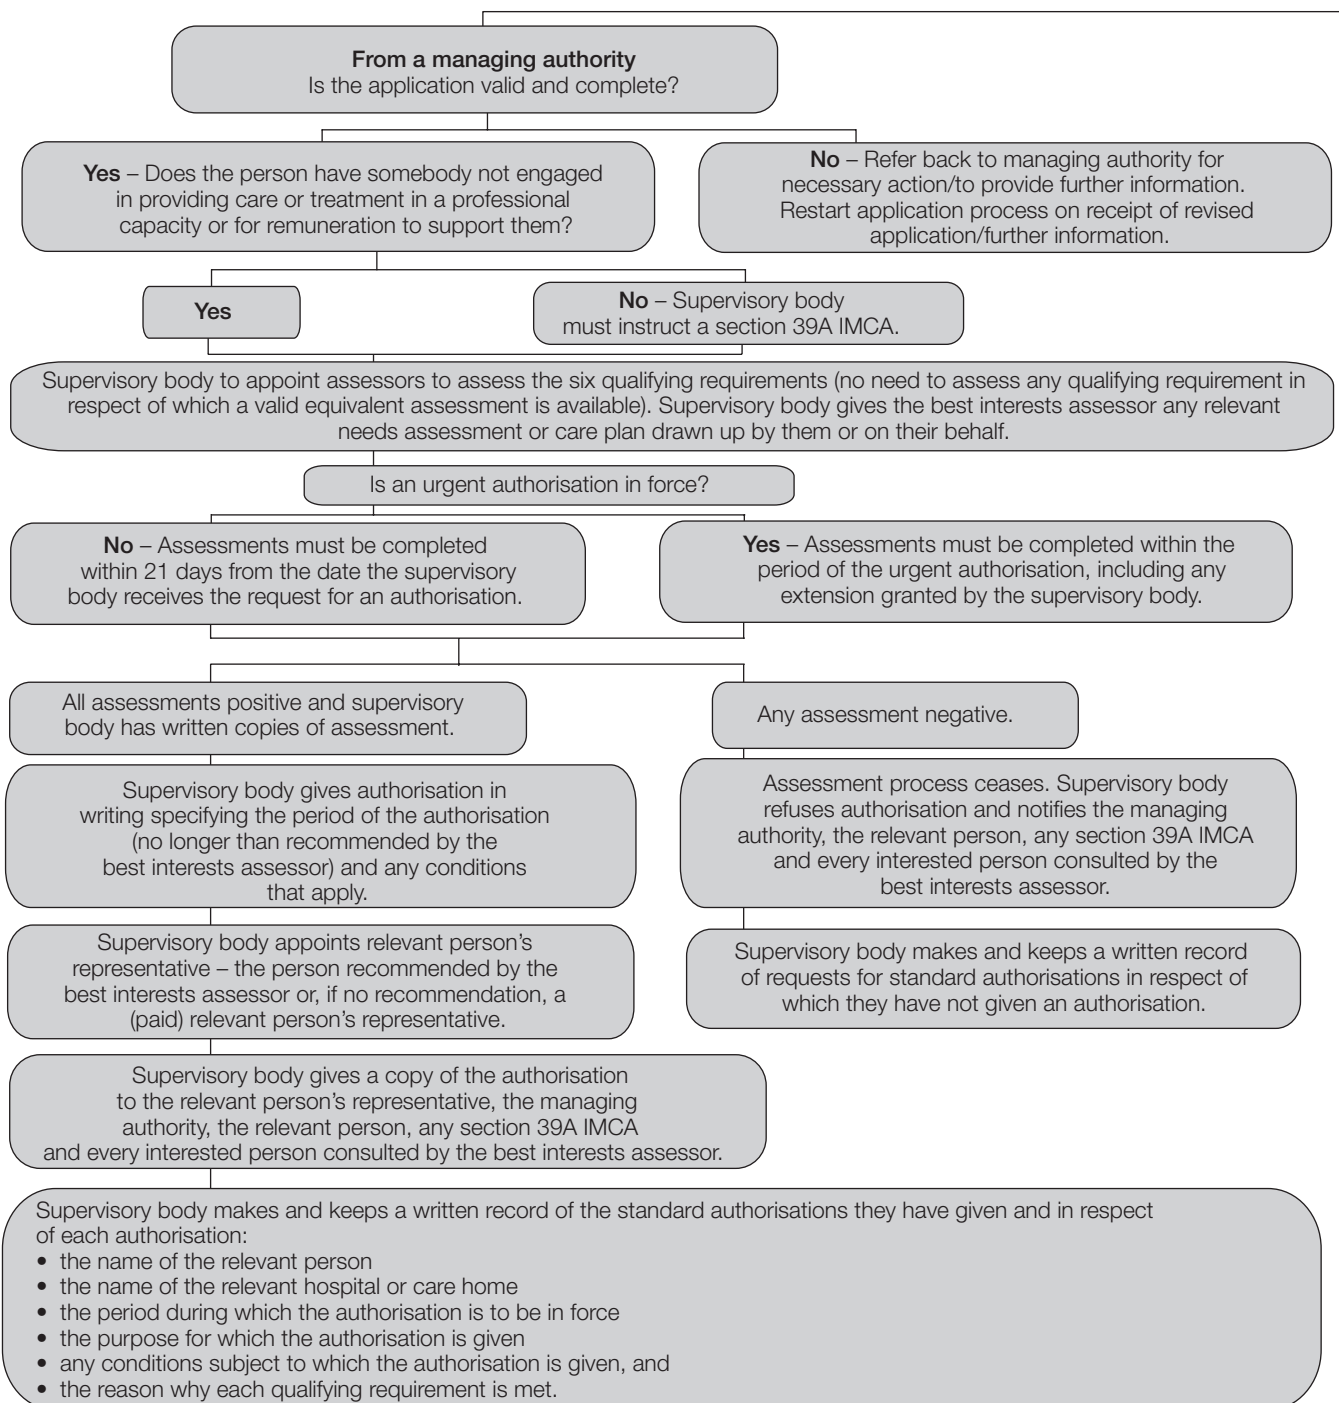 From a managing authority
Is the application valid and complete?
Yes – Does the person have somebody not engaged
in providing care or treatment in a professional
capacity or for remuneration to support them?
No – Refer back to managing authority for
necessary action/to provide further information.
Restart application process on receipt of revised
application/further information.
Yes
No – Supervisory body
must instruct a section 39A IMCA.
Supervisory body to appoint assessors to assess the six qualifying requirements (no need to assess any qualifying requirement in
respect of which a valid equivalent assessment is available). Supervisory body gives the best interests assessor any relevant
needs assessment or care plan drawn up by them or on their behalf.
Is an urgent authorisation in force?
No – Assessments must be completed
within 21 days from the date the supervisory
body receives the request for an authorisation.
Yes – Assessments must be completed within the
period of the urgent authorisation, including any
extension granted by the supervisory body.
All assessments positive and supervisory
body has written copies of assessment.
Any assessment negative.
Supervisory body gives authorisation in
writing specifying the period of the authorisation
(no longer than recommended by the
best interests assessor) and any conditions
that apply.
Assessment process ceases. Supervisory body
refuses authorisation and notifies the managing
authority, the relevant person, any section 39A IMCA
and every interested person consulted by the
best interests assessor.
Supervisory body appoints relevant person’s
representative – the person recommended by the
best interests assessor or, if no recommendation, a
(paid) relevant person’s representative.
Supervisory body makes and keeps a written record
of requests for standard authorisations in respect of
which they have not given an authorisation.
Supervisory body gives a copy of the authorisation
to the relevant person’s representative, the managing
authority, the relevant person, any section 39A IMCA
and every interested person consulted by the best interests assessor.
Supervisory body makes and keeps a written record of the standard authorisations they have given and in respect
of each authorisation:
• the name of the relevant person
• the name of the relevant hospital or care home
• the period during which the authorisation is to be in force
• the purpose for which the authorisation is given
• any conditions subject to which the authorisation is given, and
• the reason why each qualifying requirement is met.